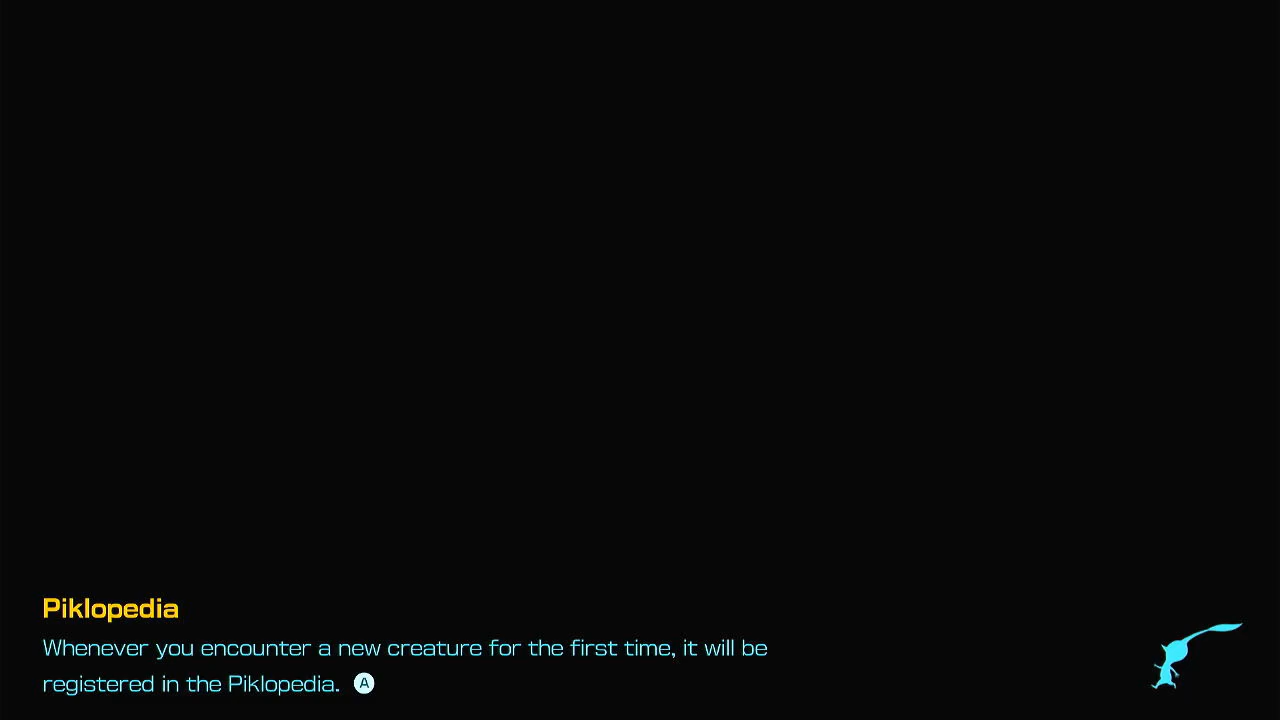 Piklopedia
Whenever you encounter a new creature for the first time, it will be
registered in the Piklopedia. A